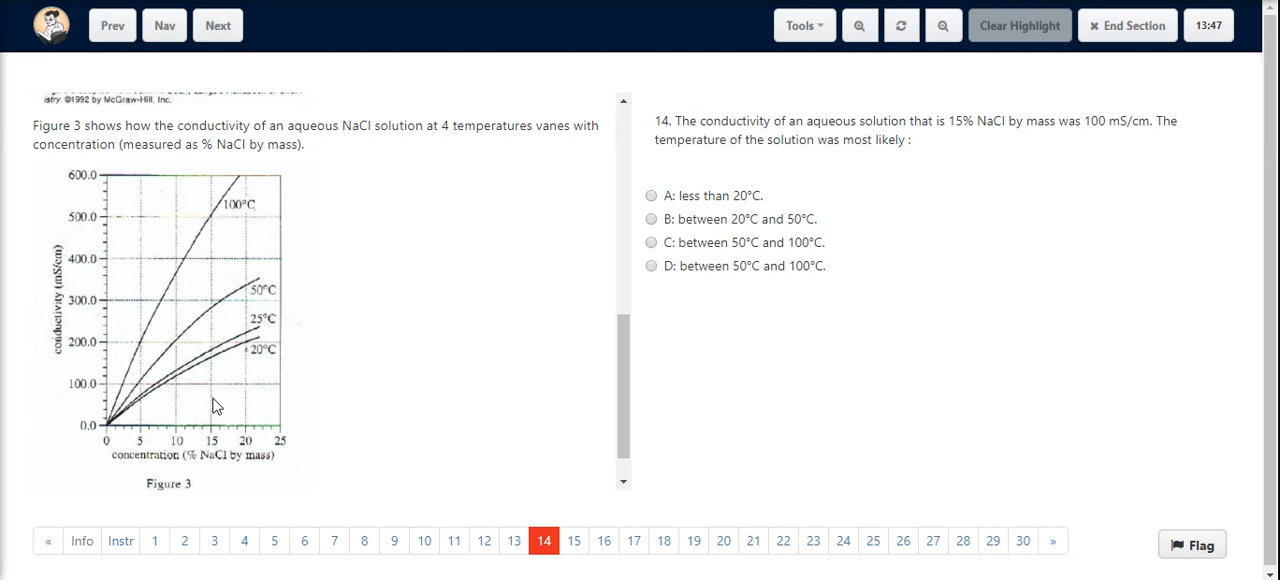 Prev
Nav
Next
Tools
Clear Highlight
End Section
13:47
istry. ©1992 by McGraw-Hill, Inc.
Figure 3 shows how the conductivity of an aqueous NaCl solution at 4 temperatures vanes with
concentration (measured as % NaCl by mass).
600.0
500.0
400.0
300.0
200.0
100.0
0.0
conductivity (mS/cm)
100°C
50°C
25°C
20°C
0 5 10 15 20 25
concentration (% NaCl by mass)
Figure 3
14. The conductivity of an aqueous solution that is 15% NaCl by mass was 100 mS/cm. The
temperature of the solution was most likely :
A: less than 20°C.
B: between 20°C and 50°C.
C: between 50°C and 100°C.
D: between 50°C and 100°C.
« Info Instr 1 2 3 4 5 6 7 8 9 10 11 12 13 14 15 16 17 18 19 20 21 22 23 24 25 26 27 28 29 30 »
Flag